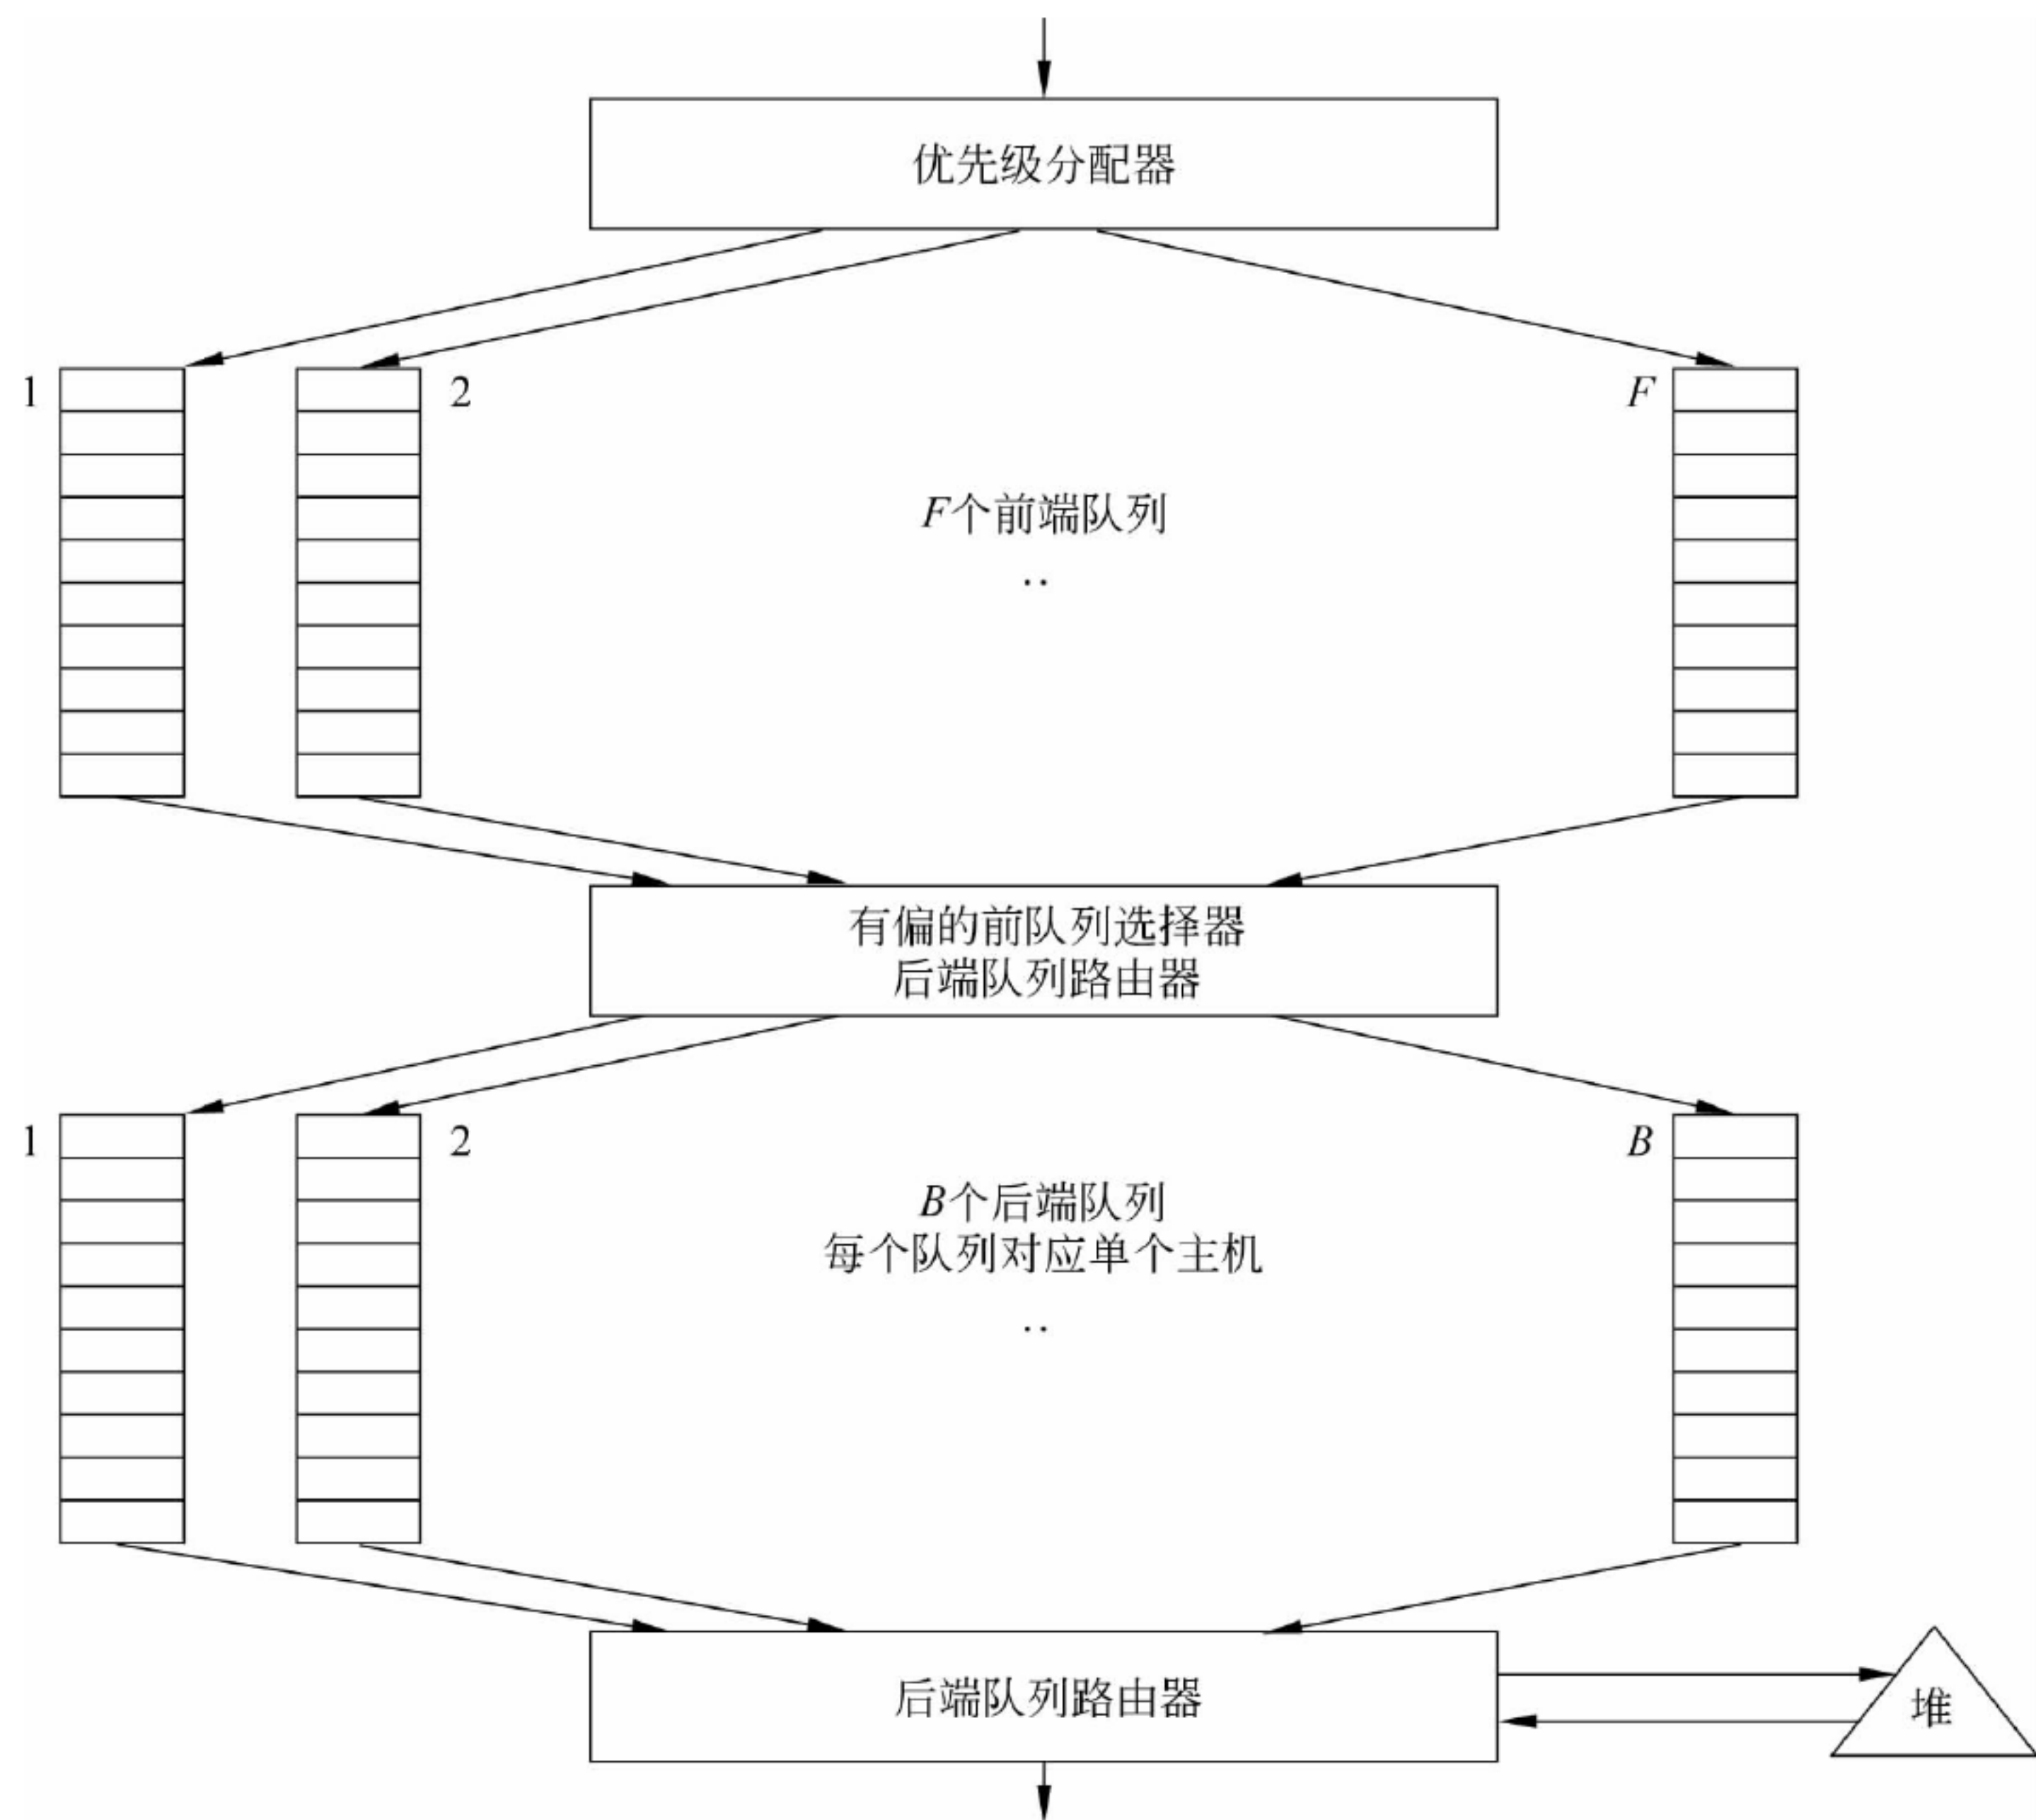 优先级分配器
1
2
F
F个前端队列
..
有偏的前队列选择器
后端队列路由器
1
2
B
B个后端队列
每个队列对应单个主机
..
后端队列路由器
堆